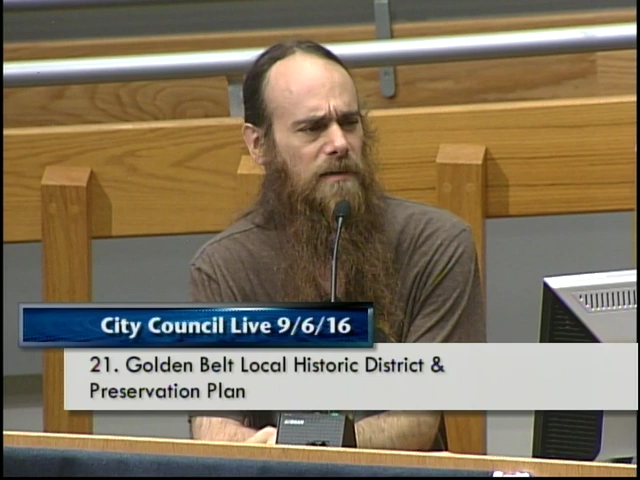 City Council Live 9/6/16
21. Golden Belt Local Historic District &
Preservation Plan